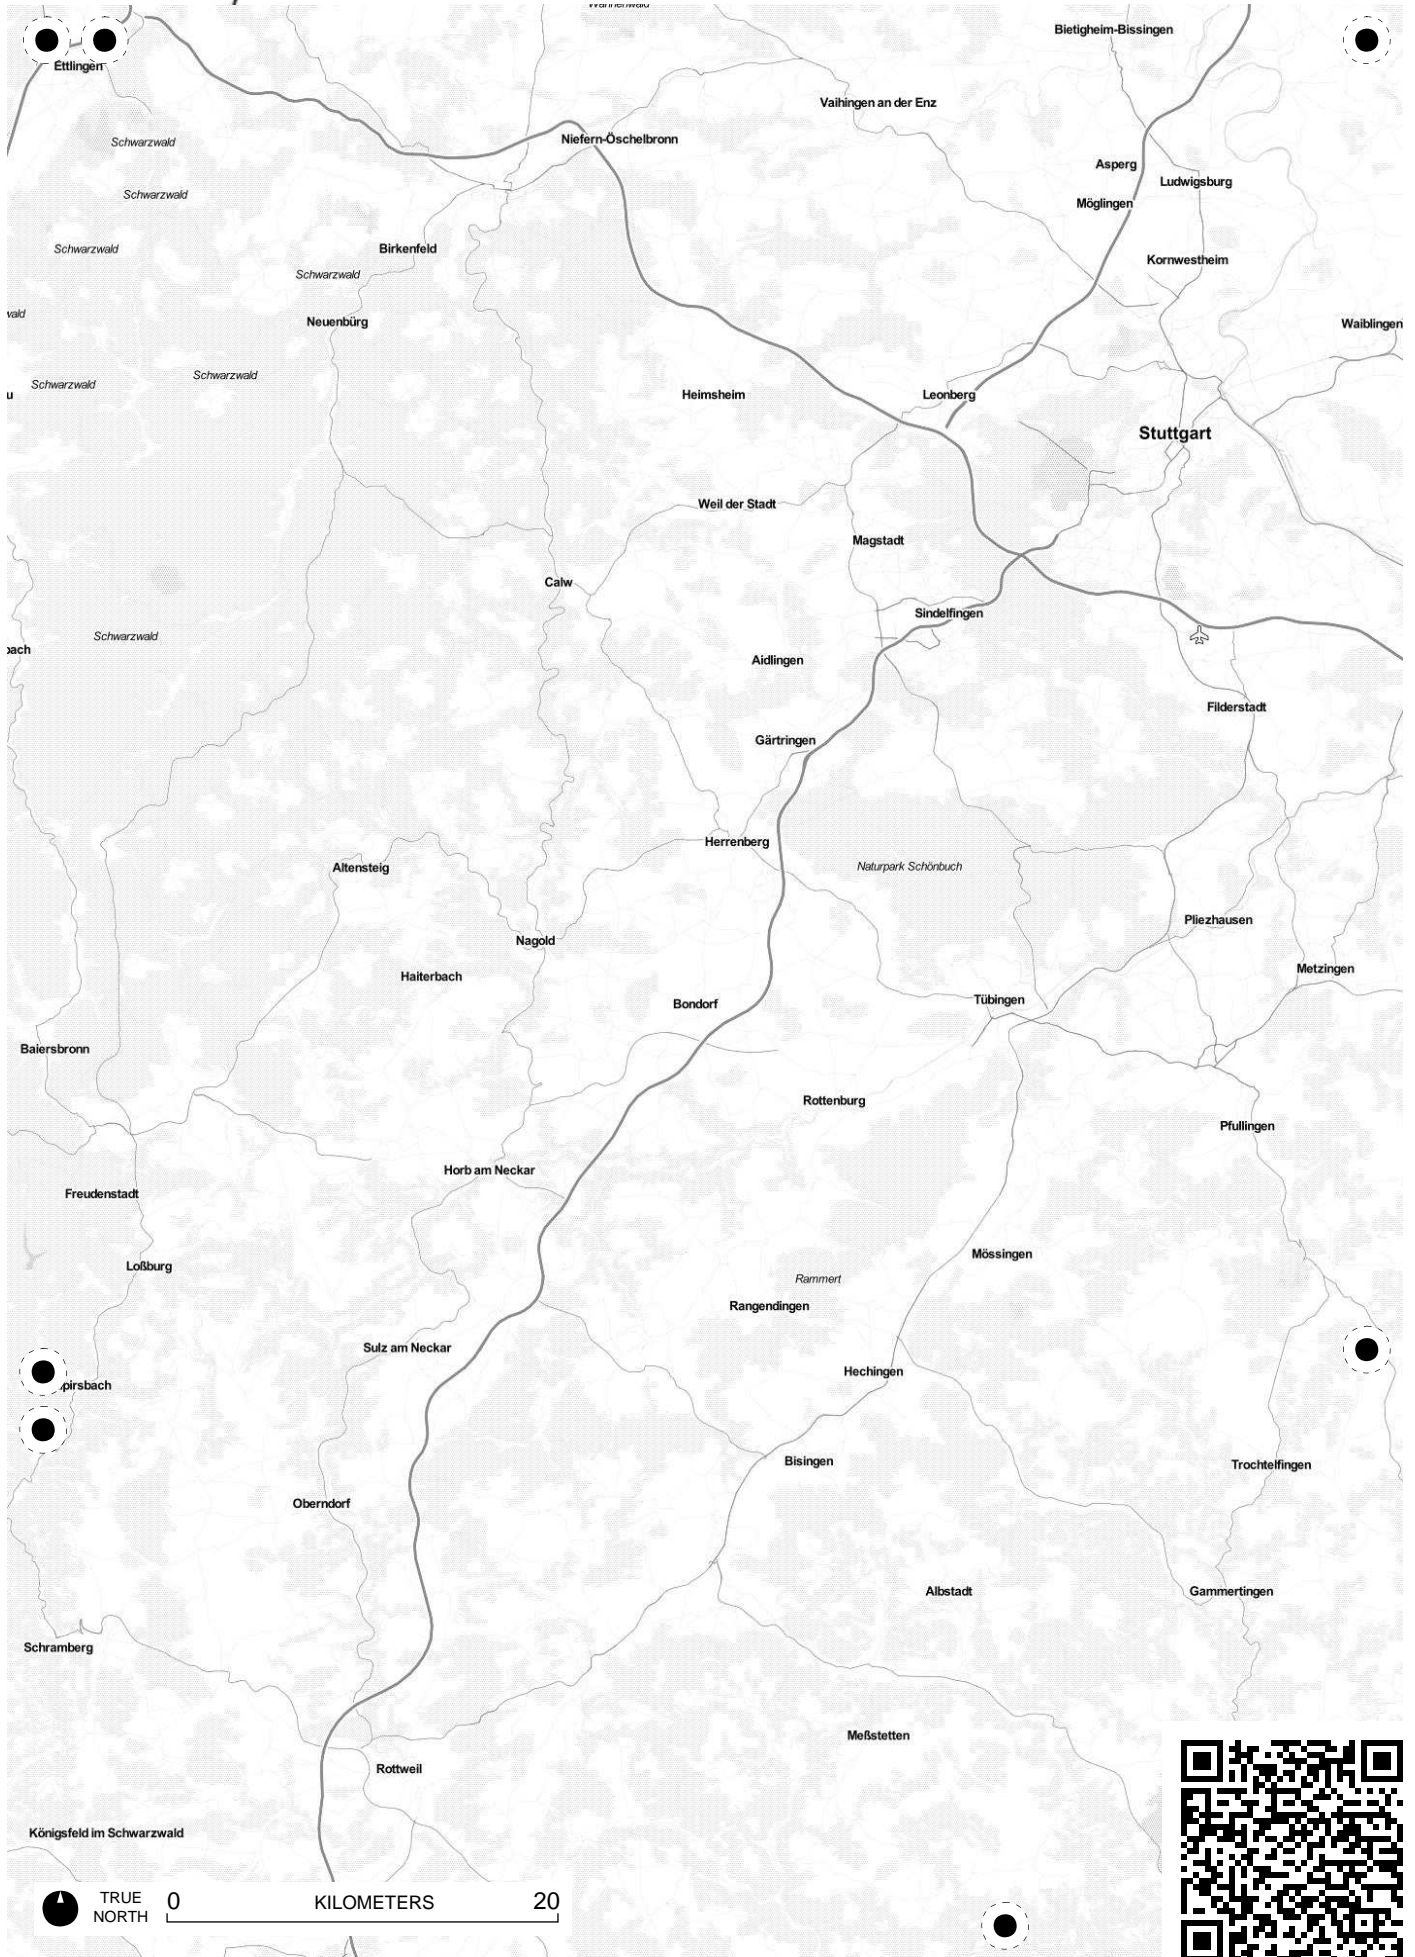 Bietigheim-Bissingen
Ettlingen
Vaihingen an der Enz
Niefern-Öschelbronn
Schwarzwald
Asperg
Ludwigsburg
Schwarzwald
Möglingen
Schwarzwald
Birkenfeld
Kornwestheim
Schwarzwald
wald
Neuenbürg
Waiblingen
Schwarzwald
Schwarzwald
u
Heimsheim
Leonberg
Stuttgart
Weil der Stadt
Magstadt
Calw
Sindelfingen
Schwarzwald
bach
Aidlingen
Filderstadt
Gärtringen
Herrenberg
Altensteig
Naturpark Schönbuch
Pliezhausen
Nagold
Haiterbach
Metzingen
Bondorf
Tübingen
Baiersbronn
Rottenburg
Pfullingen
Horb am Neckar
Freudenstadt
Mössingen
Loßburg
Rammert
Rangendingen
Sulz am Neckar
Hechingen
pirsbach
Bisingen
Trochtelfingen
Oberndorf
Albstadt
Gammertingen
Schramberg
Meßstetten
Rottweil
Königsfeld im Schwarzwald
TRUE
NORTH
0 KILOMETERS 20